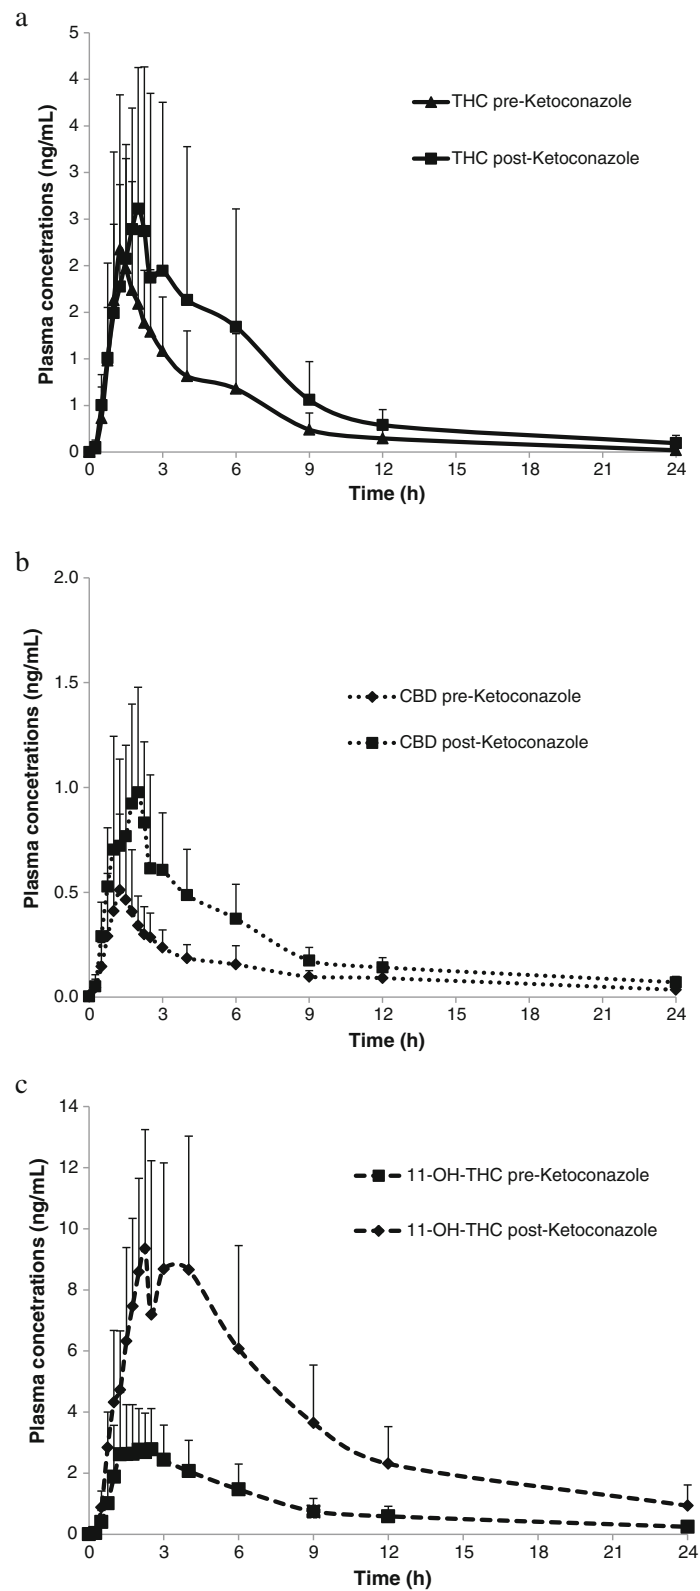 a
5
4
4
3
3
2
2
1
1
0
Plasma concetrations (ng/mL)
THC pre-Ketoconazole
THC post-Ketoconazole
0 3 6 9 12 15 18 21 24
Time (h)
b
2.0
1.5
1.0
0.5
0.0
Plasma concetrations (ng/mL)
CBD pre-Ketoconazole
CBD post-Ketoconazole
0 3 6 9 12 15 18 21 24
Time (h)
c
14
12
10
8
6
4
2
0
Plasma concetrations (ng/mL)
11-OH-THC pre-Ketoconazole
11-OH-THC post-Ketoconazole
0 3 6 9 12 15 18 21 24
Time (h)